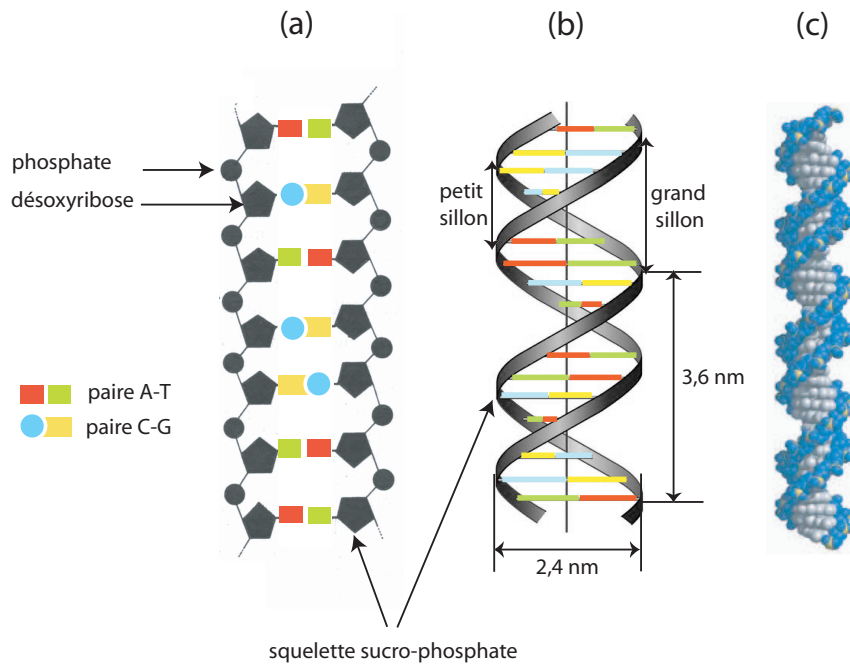 (a)
(b)
(c)
phosphate
désoxyribose
petit
sillon
grand
sillon
3,6 nm
paire A-T
paire C-G
2,4 nm
squelette sucro-phosphate